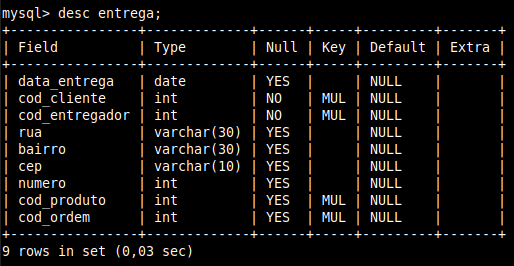 mysql> desc entrega;
+----------------+-------------+------+-----+---------+-------+
| Field          | Type        | Null | Key | Default | Extra |
+----------------+-------------+------+-----+---------+-------+
| data_entrega   | date        | YES  |     | NULL    |       |
| cod_cliente    | int         | NO   | MUL | NULL    |       |
| cod_entregador | int         | NO   | MUL | NULL    |       |
| rua            | varchar(30) | YES  |     | NULL    |       |
| bairro         | varchar(30) | YES  |     | NULL    |       |
| cep            | varchar(10) | YES  |     | NULL    |       |
| numero         | int         | YES  |     | NULL    |       |
| cod_produto    | int         | YES  | MUL | NULL    |       |
| cod_ordem      | int         | YES  | MUL | NULL    |       |
+----------------+-------------+------+-----+---------+-------+
9 rows in set (0,03 sec)